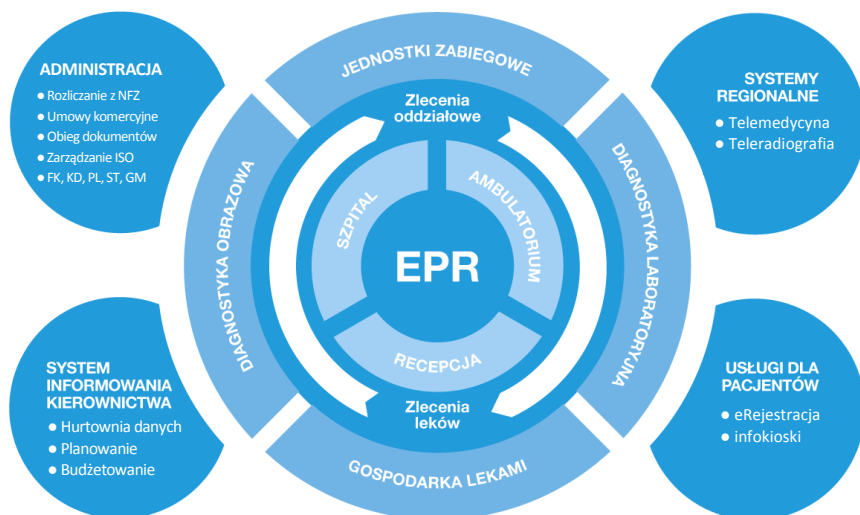 ADMINISTRACJA
● Rozliczanie z NFZ
● Umowy komercyjne
● Obieg dokumentów
● Zarządzanie ISO
● FK, KD, PL, ST, GM
JEDNOSTKI ZABIEGOWE
SYSTEMY
REGIONALNE
● Telemedycyna
● Teleradiografia
Zlecenia
oddziałowe
DIAGNOSTYKA OBRAZOWA
SZPITAL
AMBULATORIUM
DIAGNOSTYKA LABORATORYJNA
EPR
RECEPCJA
Zlecenia
leków
GOSPODARKA LEKAMI
SYSTEM
INFORMOWANIA
KIEROWNICTWA
● Hurtownia danych
● Planowanie
● Budżetowanie
USŁUGI DLA
PACJENTÓW
● eRejestracja
● infokioski